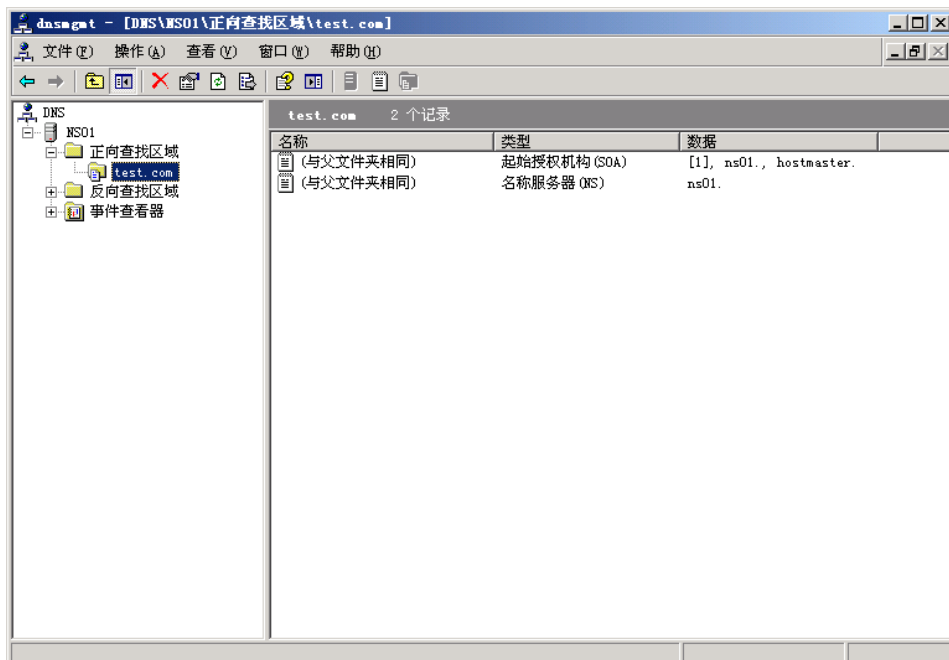 dnsmgmt - [DNS\NS01\正向查找区域\test.com]
文件(F) 操作(A) 查看(V) 窗口(W) 帮助(H)
DNS
NS01
正向查找区域
test.com
反向查找区域
事件查看器
test.com 2 个记录
名称 类型 数据
(与父文件夹相同) 起始授权机构(SOA) [1], ns01., hostmaster.
(与父文件夹相同) 名称服务器(NS) ns01.